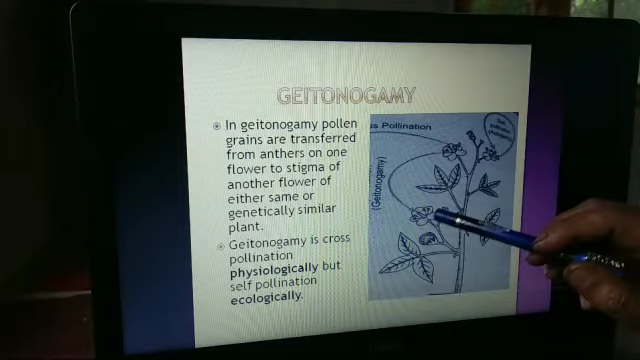 GEITONOGAMY
In geitonogamy pollen
grains are transferred
from anthers on one
flower to stigma of
another flower of
either same or
genetically similar
plant.
Geitonogamy is cross
pollination
physiologically but
self pollination
ecologically.
ss Pollination
(Geitonogamy)